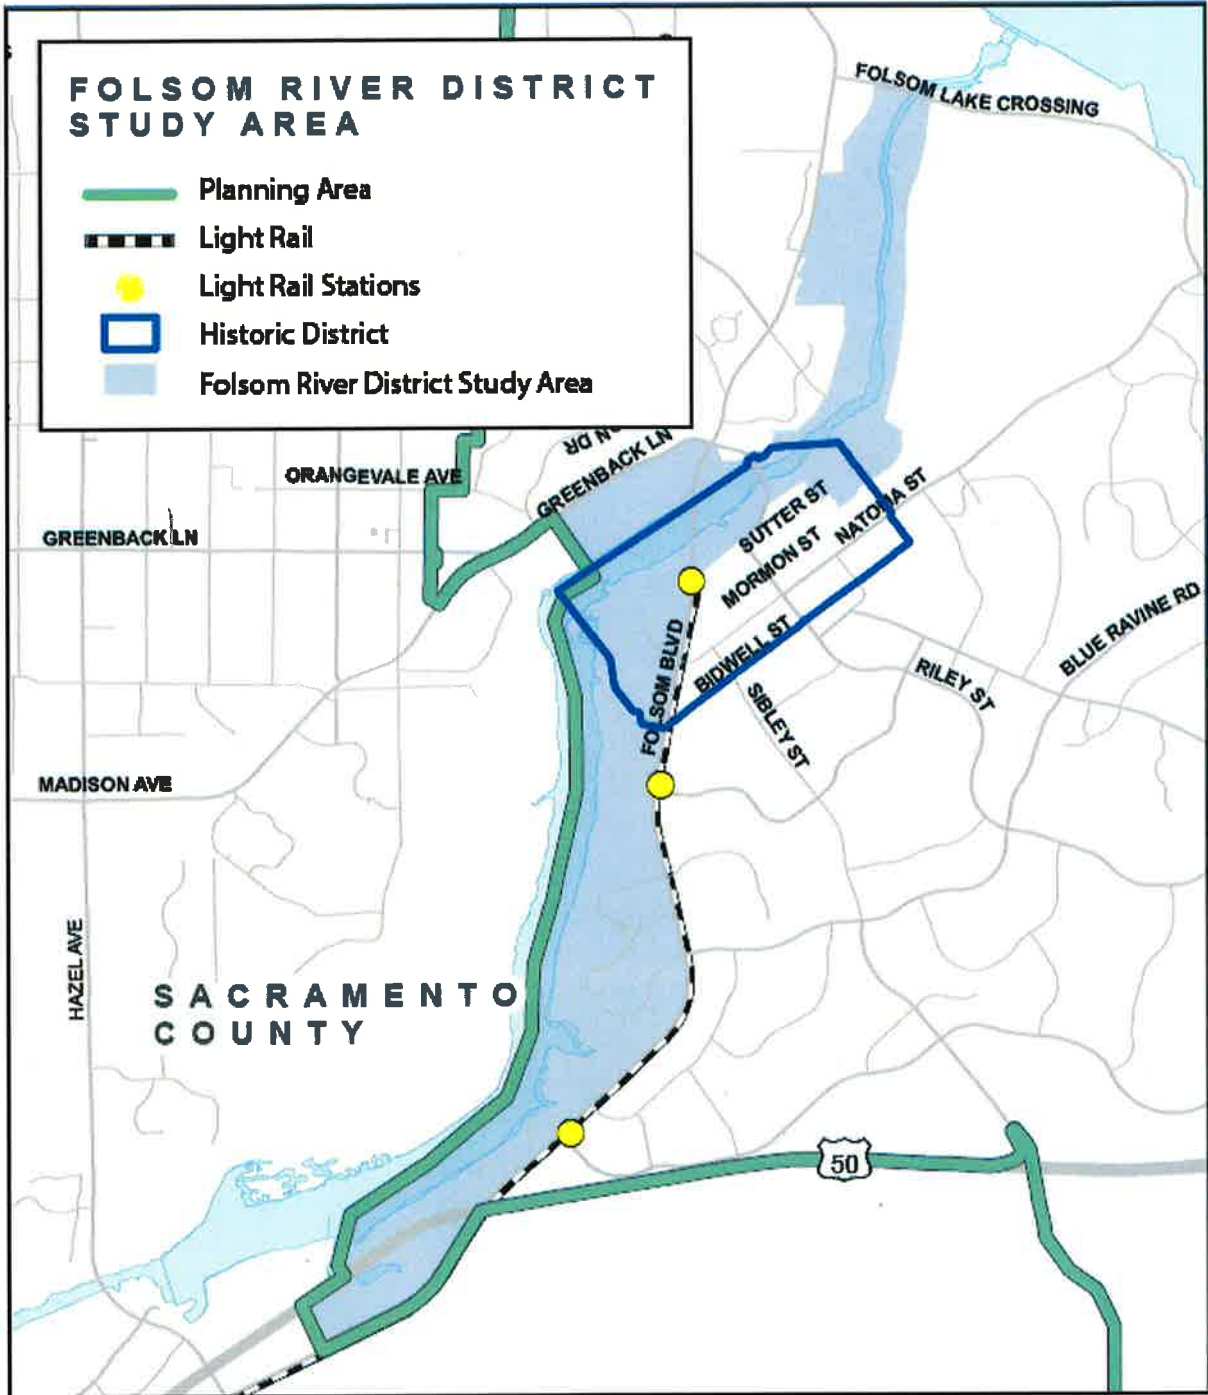 FOLSOM RIVER DISTRICT
STUDY AREA
Planning Area
Light Rail
Light Rail Stations
Historic District
Folsom River District Study Area
FOLSOM LAKE CROSSING
DR
GREENBACK LN
ORANGEVALE AVE
GREENBACK LN
SUTTER ST
MORMON ST
NATOMA ST
BIDWELL ST
FOLSOM BLVD
SIBLEY ST
RILEY ST
BLUE RAVINE RD
MADISON AVE
HAZEL AVE
SACRAMENTO
COUNTY
50